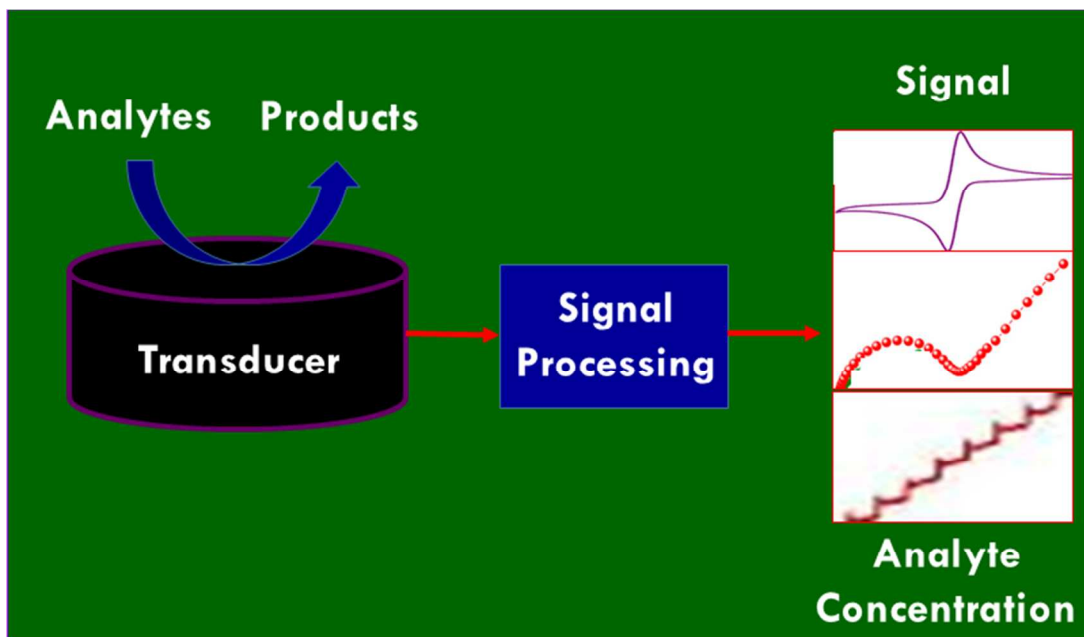 Analytes
Products
Transducer
Signal
Processing
Signal
Analyte
Concentration